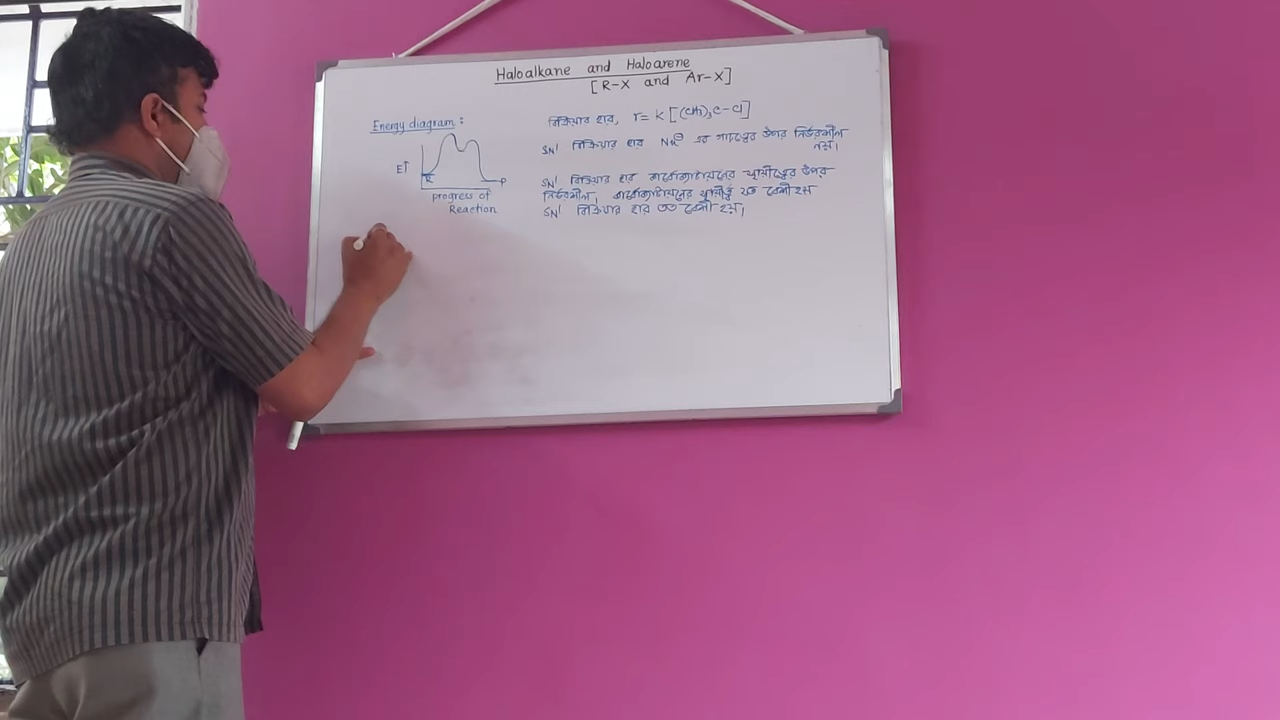 Haloalkane and Haloarene
[R-X and Ar-X]
Energy diagram:
E↑
R
P
progress of
Reaction
বিক্রিয়ার হার, r = k [(CH₃)₃C-Cl]
SN¹ বিক্রিয়ার হার Nu⊖ এর গাঢ়ত্বের উপর নির্ভরশীল
নয়।
SN¹ বিক্রিয়ার হার কার্বোক্যাটায়নের স্থায়ীত্বের উপর
নির্ভরশীল। কার্বোক্যাটায়নের স্থায়ীত্ব যত বেশী হয়
SN¹ বিক্রিয়ার হার তত বেশী হয়।